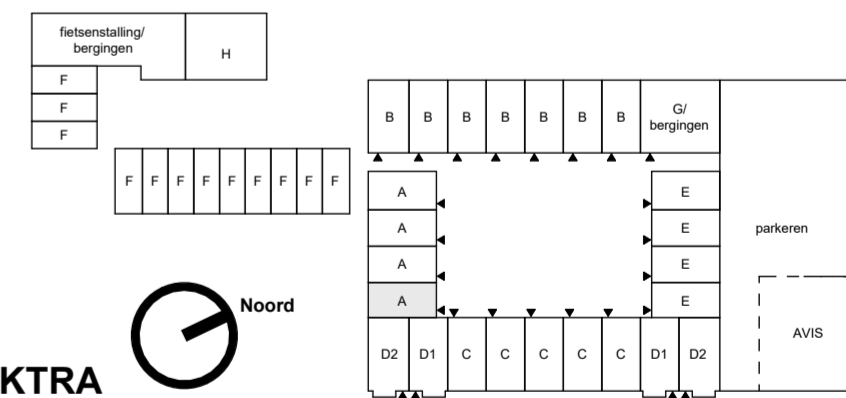 fietsenstalling/
bergingen
H
F
F
F
B B B B B B B
G/
bergingen
F F F F F F F F F
A
A
A
A
E
E
E
E
parkeren
Noord
AVIS
D2 D1 C C C C C D1 D2
KTRA